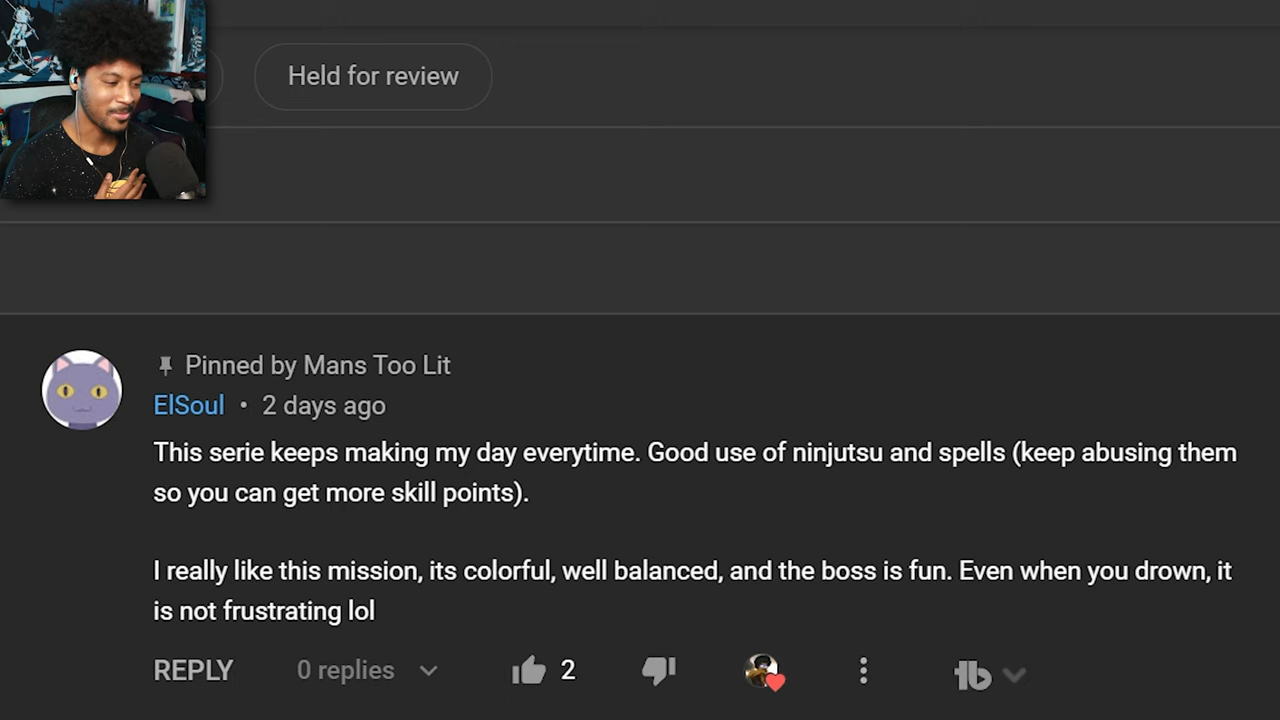 Held for review
Pinned by Mans Too Lit
ElSoul • 2 days ago
This serie keeps making my day everytime. Good use of ninjutsu and spells (keep abusing them
so you can get more skill points).
I really like this mission, its colorful, well balanced, and the boss is fun. Even when you drown, it
is not frustrating lol
REPLY 0 replies 2 tb